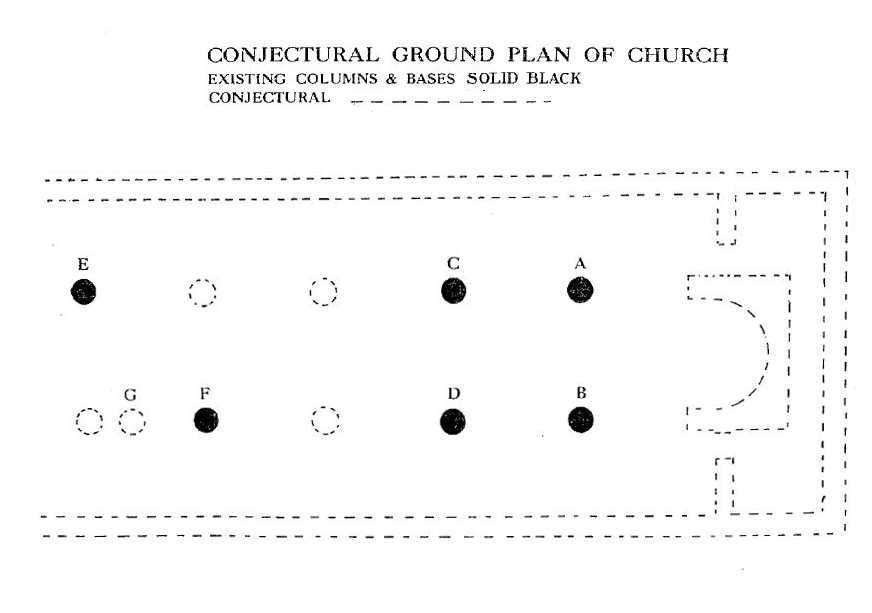 CONJECTURAL GROUND PLAN OF CHURCH
EXISTING COLUMNS & BASES SOLID BLACK
CONJECTURAL
E
C
A
G
F
D
B